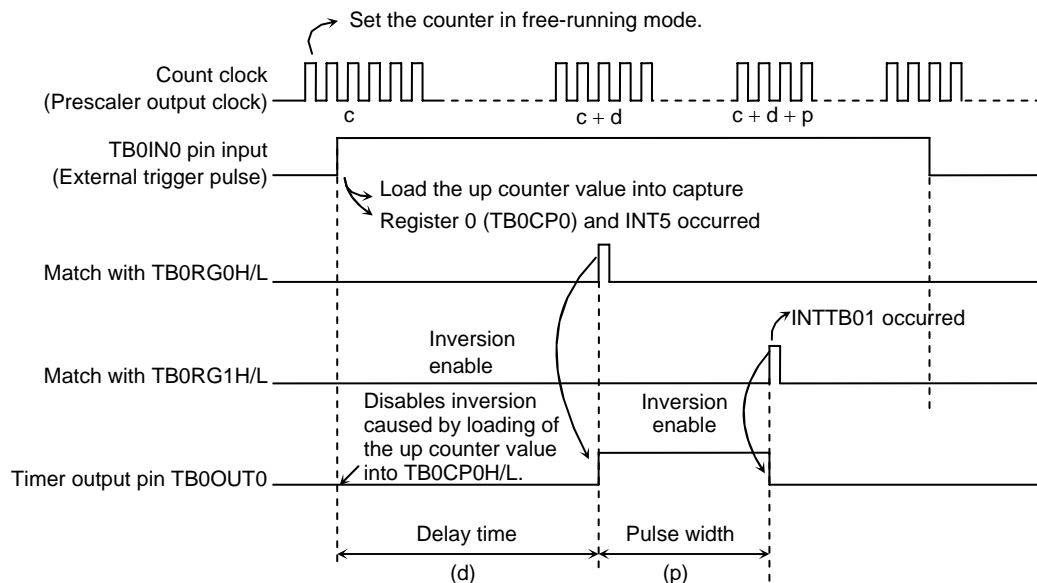 Set the counter in free-running mode.
Count clock
(Prescaler output clock)
c
c + d
c + d + p
TB0IN0 pin input
(External trigger pulse)
Load the up counter value into capture
Register 0 (TB0CP0) and INT5 occurred
Match with TB0RG0H/L
INTTB01 occurred
Inversion
enable
Match with TB0RG1H/L
Disables inversion
caused by loading of
the up counter value
into TB0CP0H/L.
Inversion
enable
Timer output pin TB0OUT0
Delay time
Pulse width
(d)
(p)